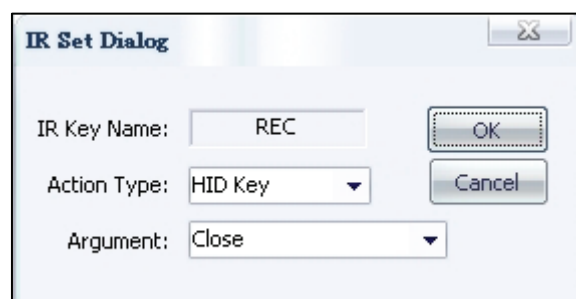 IR Set Dialog
IR Key Name: REC OK
Action Type: HID Key Cancel
Argument: Close